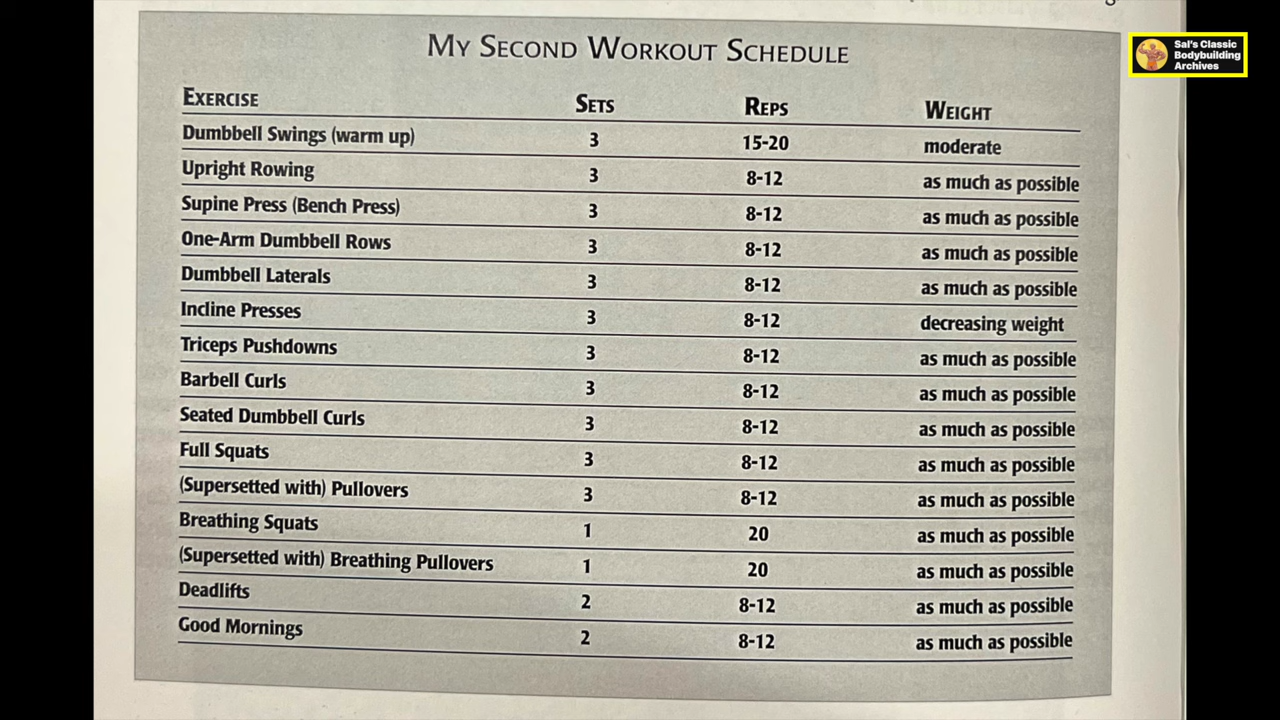 MY SECOND WORKOUT SCHEDULE
EXERCISE SETS REPS WEIGHT
Dumbbell Swings (warm up) 3 15-20 moderate
Upright Rowing 3 8-12 as much as possible
Supine Press (Bench Press) 3 8-12 as much as possible
One-Arm Dumbbell Rows 3 8-12 as much as possible
Dumbbell Laterals 3 8-12 as much as possible
Incline Presses 3 8-12 decreasing weight
Triceps Pushdowns 3 8-12 as much as possible
Barbell Curls 3 8-12 as much as possible
Seated Dumbbell Curls 3 8-12 as much as possible
Full Squats 3 8-12 as much as possible
(Supersetted with) Pullovers 3 8-12 as much as possible
Breathing Squats 1 20 as much as possible
(Supersetted with) Breathing Pullovers 1 20 as much as possible
Deadlifts 2 8-12 as much as possible
Good Mornings 2 8-12 as much as possible
Sal's Classic
Bodybuilding
Archives